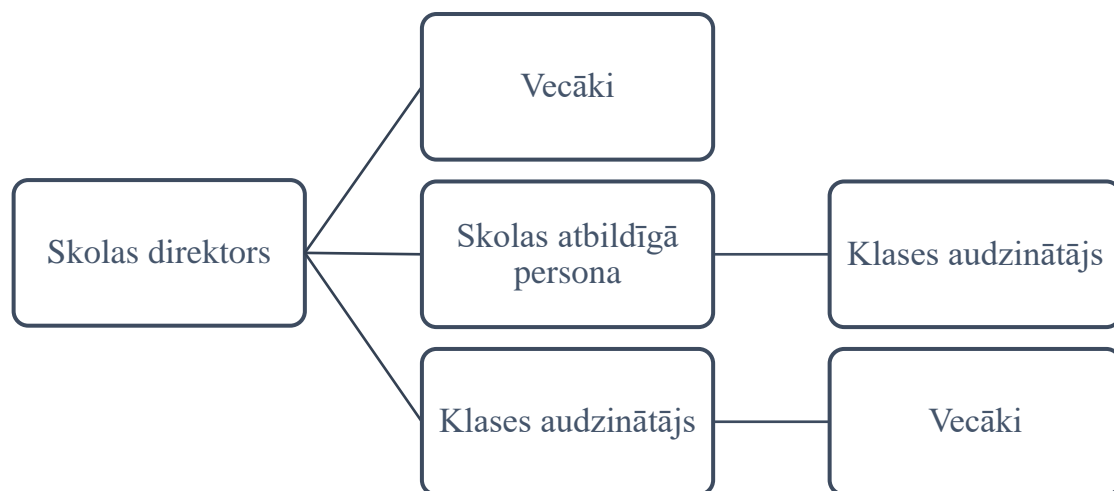 Vecāki
Skolas direktors
Skolas atbildīgā
persona
Klases audzinātājs
Klases audzinātājs
Vecāki